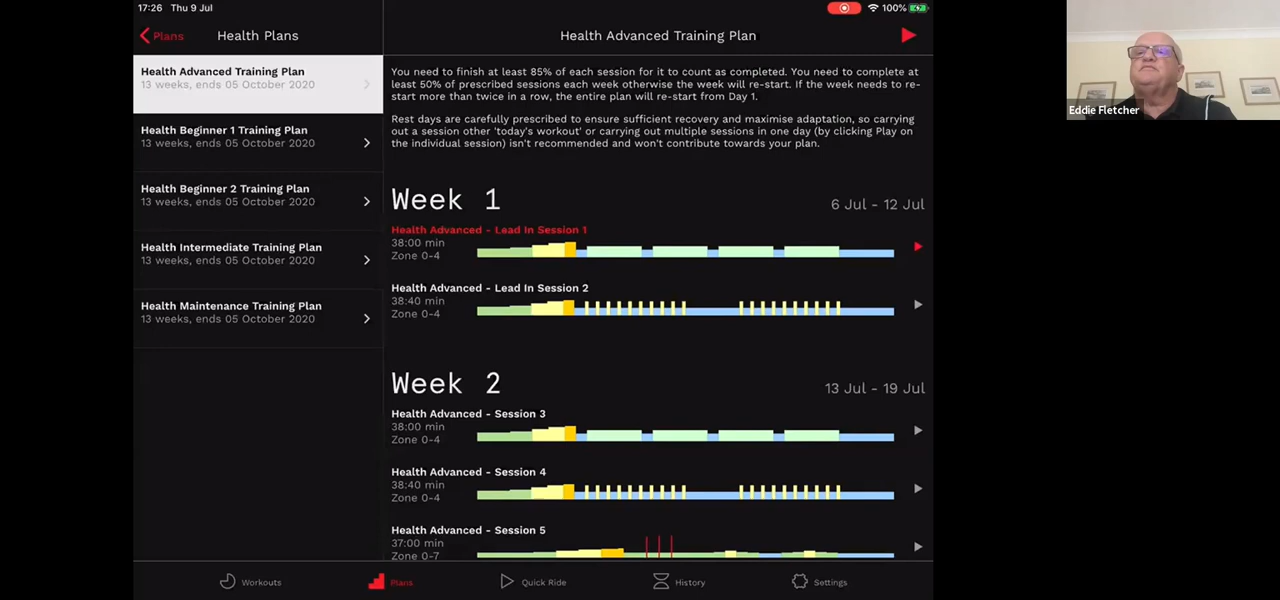 17:26 Thu 9 Jul
100%
Plans
Health Plans
Health Advanced Training Plan
Health Advanced Training Plan
13 weeks, ends 05 October 2020
Health Beginner 1 Training Plan
13 weeks, ends 05 October 2020
Health Beginner 2 Training Plan
13 weeks, ends 05 October 2020
Health Intermediate Training Plan
13 weeks, ends 05 October 2020
Health Maintenance Training Plan
13 weeks, ends 05 October 2020
You need to finish at least 85% of each session for it to count as completed. You need to complete at
least 50% of prescribed sessions each week otherwise the week will re-start. If the week needs to re-
start more than twice in a row, the entire plan will re-start from Day 1.
Rest days are carefully prescribed to ensure sufficient recovery and maximise adaptation, so carrying
out a session other 'today's workout' or carrying out multiple sessions in one day (by clicking Play on
the individual session) isn't recommended and won't contribute towards your plan.
Week 1
6 Jul - 12 Jul
Health Advanced - Lead In Session 1
38:00 min
Zone 0-4
Health Advanced - Lead In Session 2
38:40 min
Zone 0-4
Week 2
13 Jul - 19 Jul
Health Advanced - Session 3
38:00 min
Zone 0-4
Health Advanced - Session 4
38:40 min
Zone 0-4
Health Advanced - Session 5
37:00 min
Zone 0-7
Workouts
Plans
Quick Ride
History
Settings
Eddie Fletcher